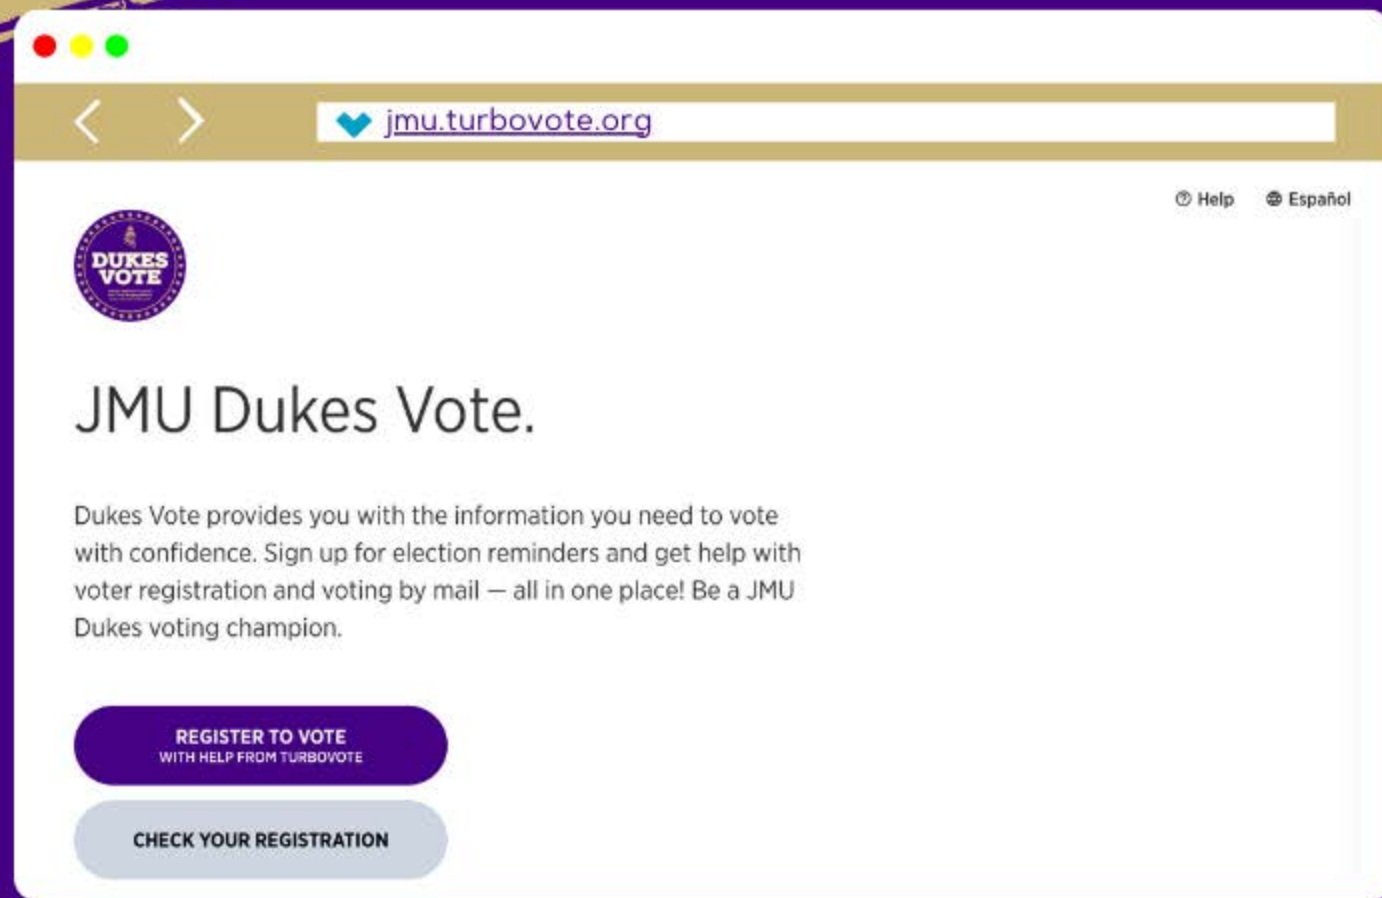 jmu.turbovote.org
Help Español
DUKES
VOTE
JMU Dukes Vote.
Dukes Vote provides you with the information you need to vote
with confidence. Sign up for election reminders and get help with
voter registration and voting by mail — all in one place! Be a JMU
Dukes voting champion.
REGISTER TO VOTE
WITH HELP FROM TURBOVOTE
CHECK YOUR REGISTRATION